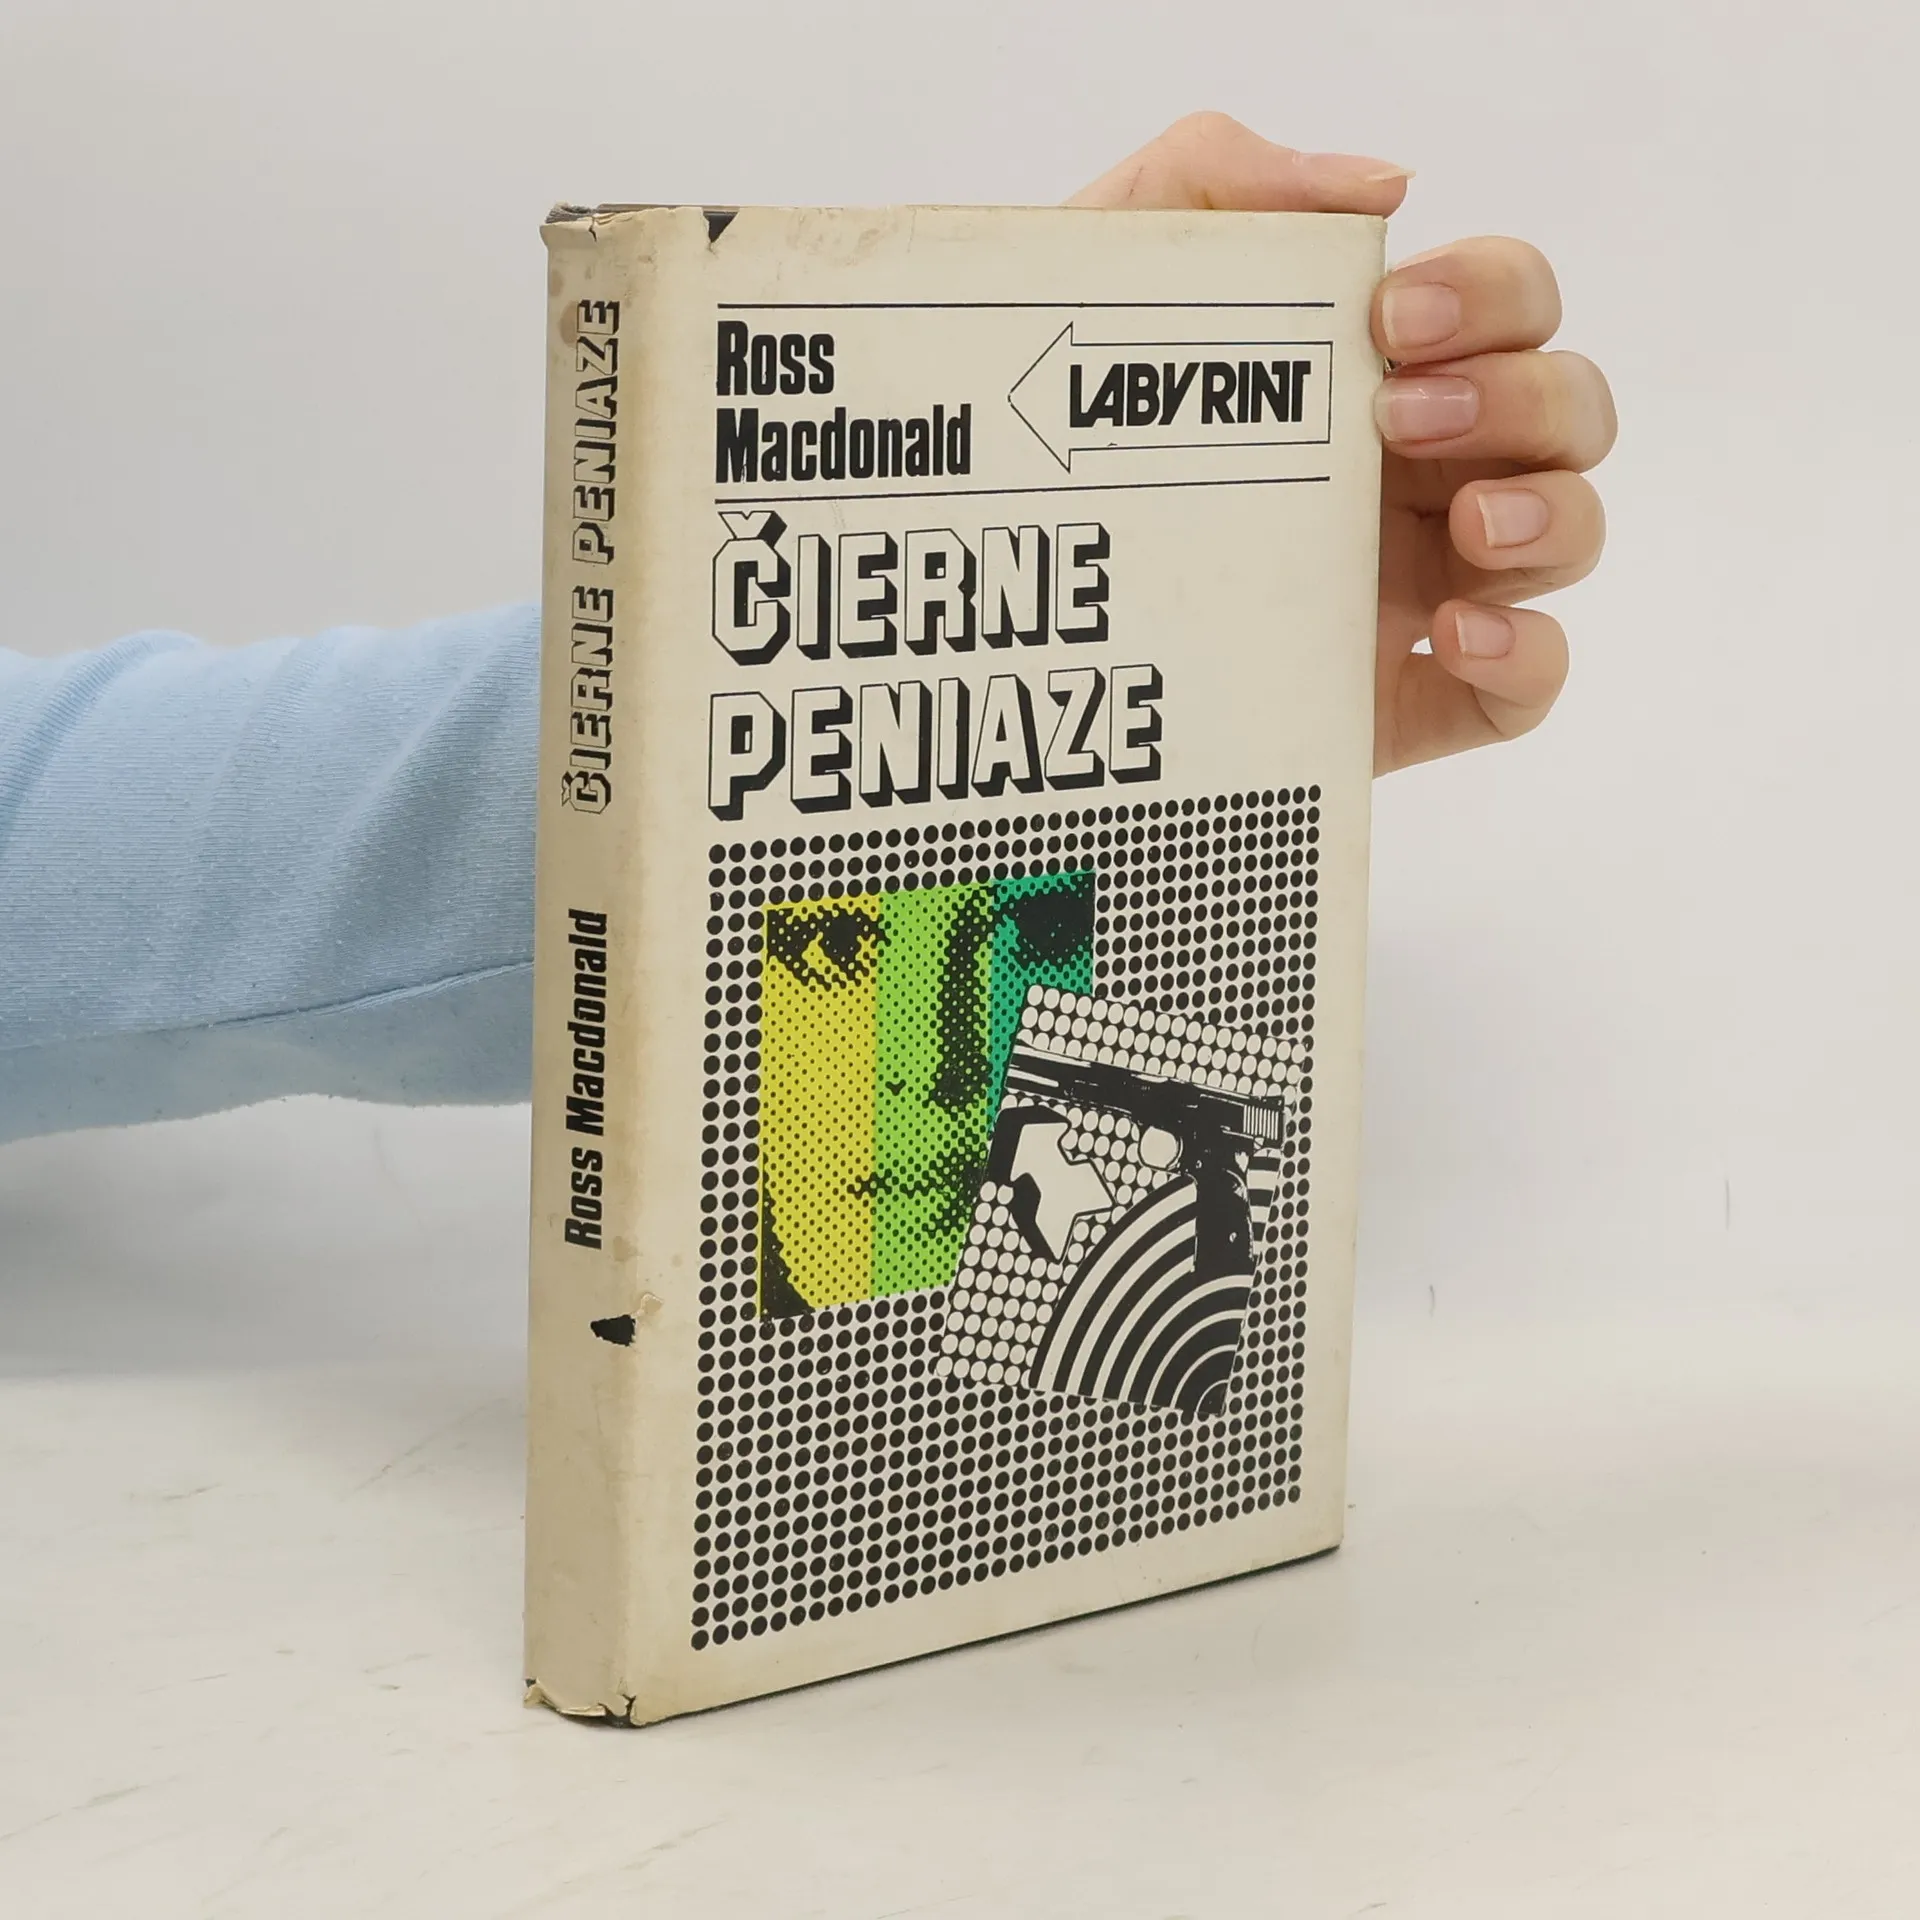 Ross
Macdonald
LABYRINT
ČIERNE
PENIAZE
Ross Macdonald ČIERNE PENIAZE